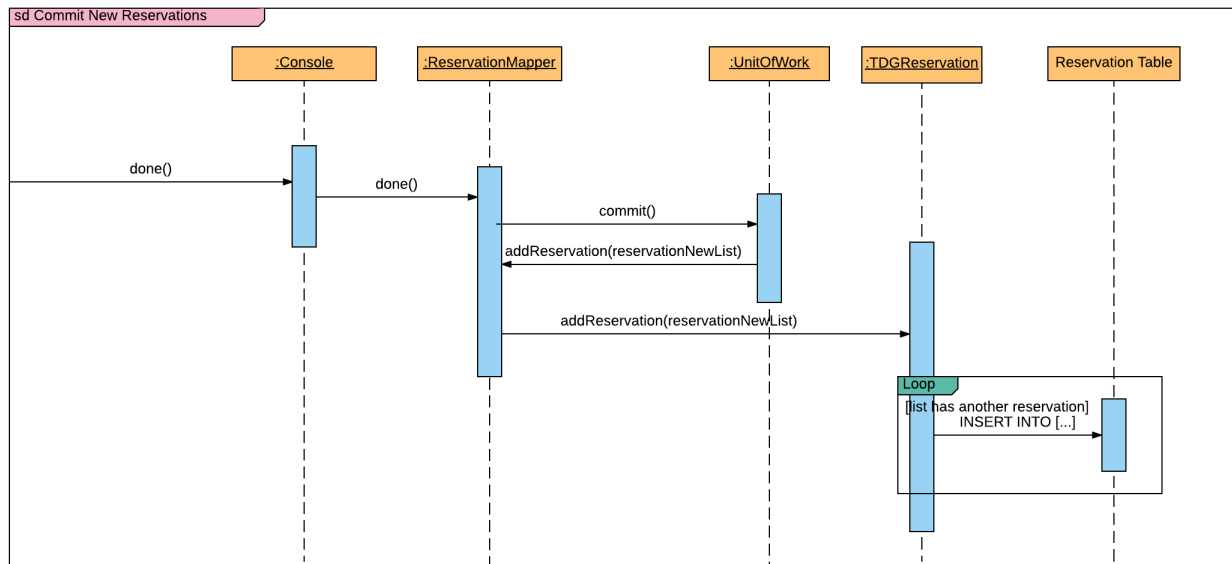 sd Commit New Reservations
:Console
:ReservationMapper
:UnitOfWork
:TDGReservation
Reservation Table
done()
done()
commit()
addReservation(reservationNewList)
addReservation(reservationNewList)
Loop
[list has another reservation]
INSERT INTO [...]